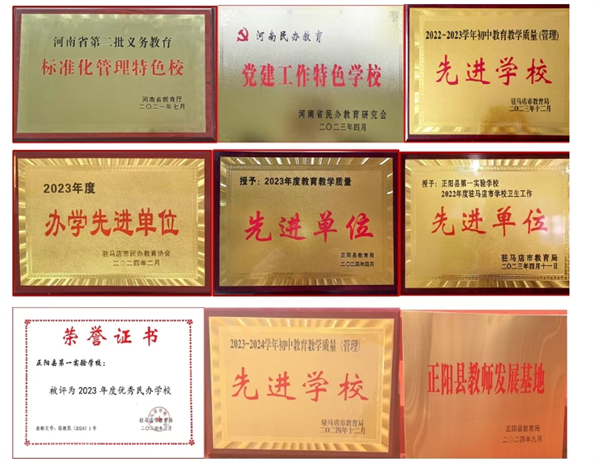 河南省第二批义务教育
标准化管理特色校
河南省教育厅
二〇二一年七月
河南民办教育
党建工作特色学校
河南省民办教育研究会
二〇二三年四月
2022-2023学年初中教育教学质量(管理)
先进学校
驻马店市教育局
二〇二三年十二月
2023年度
办学先进单位
驻马店市民办教育协会
二〇二四年二月
授予：2023年度教育教学质量
先进单位
正阳县教育局
二〇二四年四月
授予：正阳县第一实验学校
2022年度驻马店市学校卫生工作
先进单位
驻马店市教育局
二〇二三年四月十一日
荣誉证书
正阳县第一实验学校：
被评为 2023 年度优秀民办学校
2023-2024学年初中教育教学质量（管理）
先进学校
驻马店市教育局
二〇二四年十二月
正阳县教师发展基地
正阳县教育局
二〇二四年九月